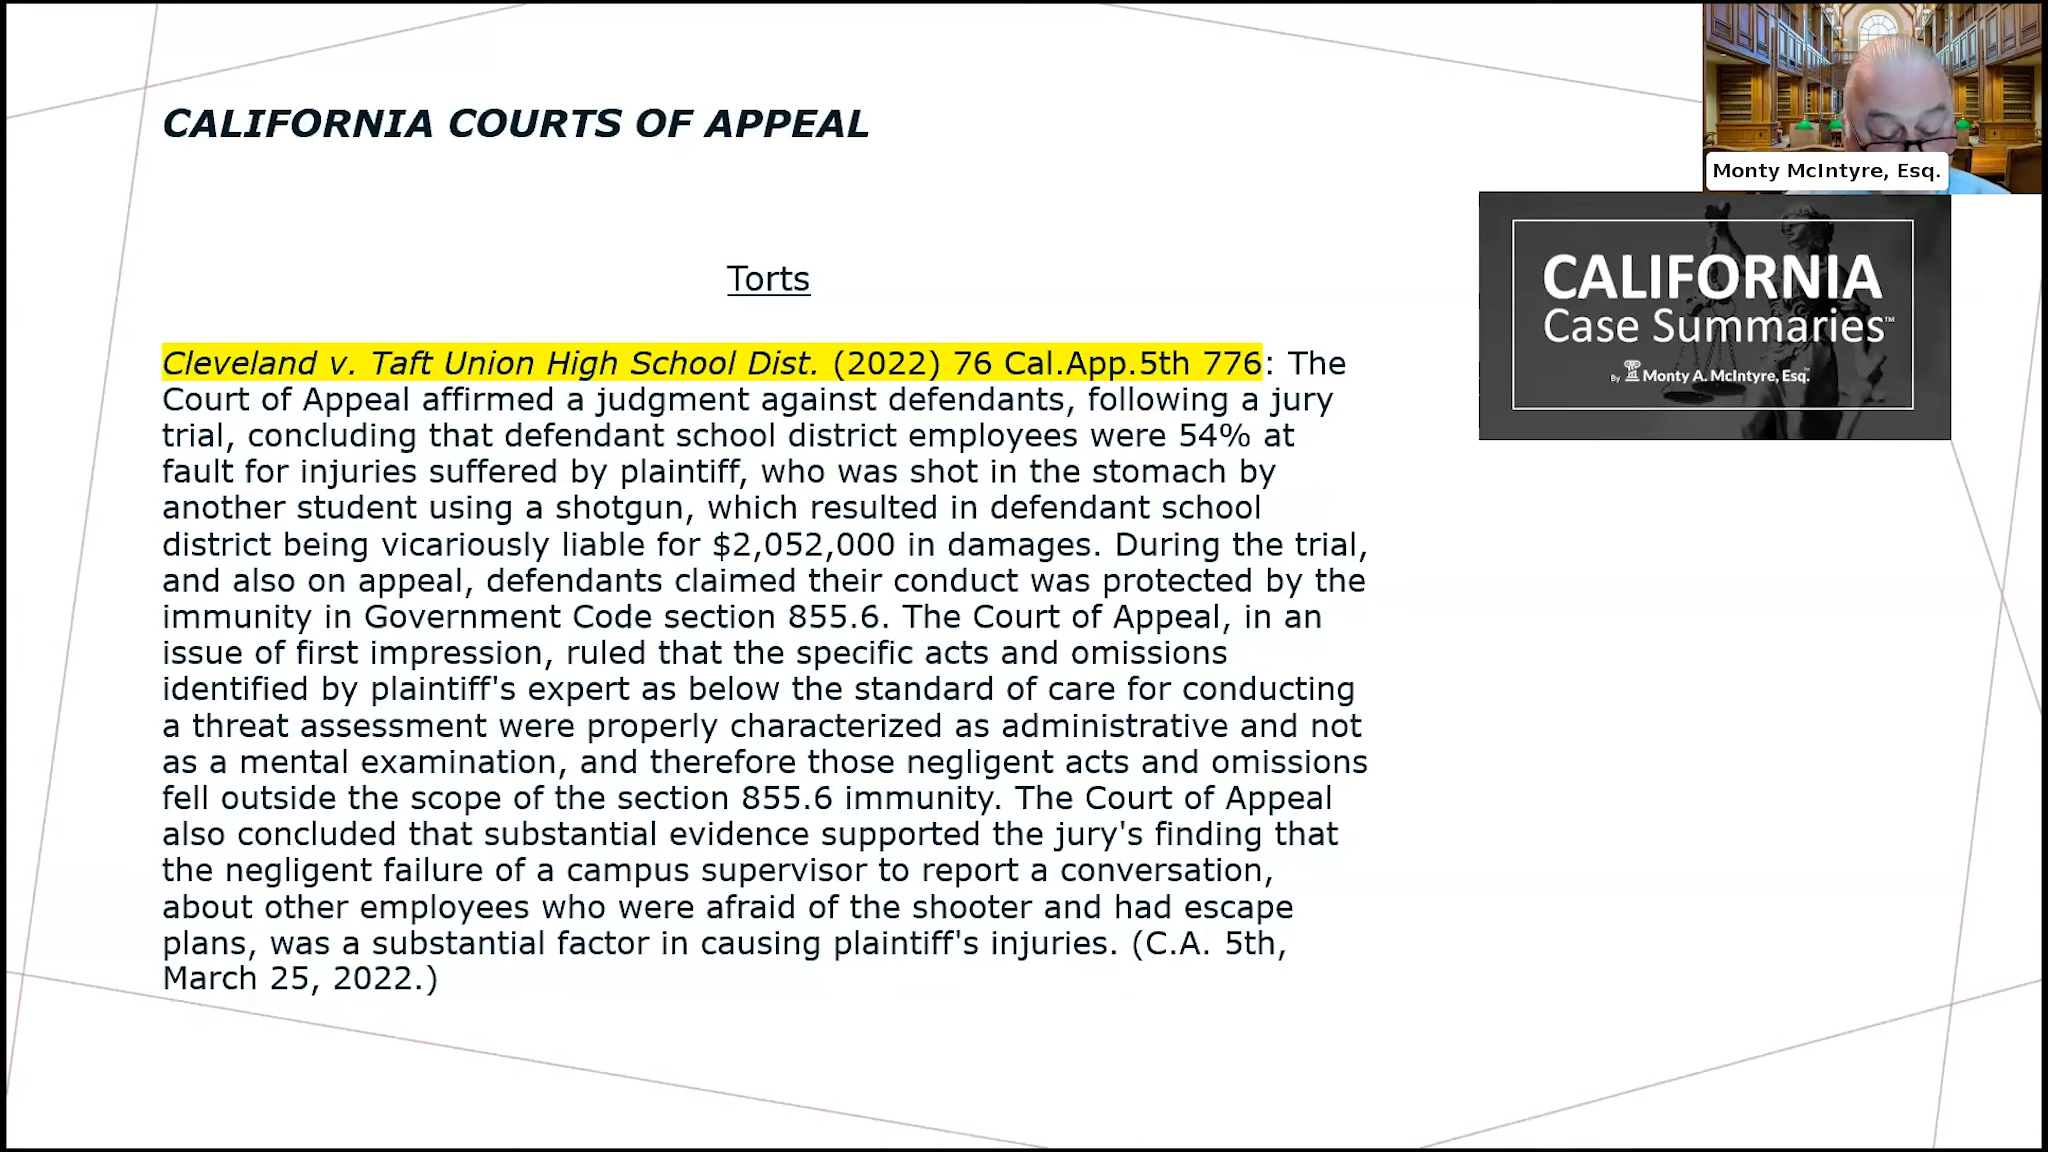 CALIFORNIA COURTS OF APPEAL
Monty McIntyre, Esq.
CALIFORNIA
Case Summaries™
By Monty A. McIntyre, Esq.
Torts
Cleveland v. Taft Union High School Dist. (2022) 76 Cal.App.5th 776: The
Court of Appeal affirmed a judgment against defendants, following a jury
trial, concluding that defendant school district employees were 54% at
fault for injuries suffered by plaintiff, who was shot in the stomach by
another student using a shotgun, which resulted in defendant school
district being vicariously liable for $2,052,000 in damages. During the trial,
and also on appeal, defendants claimed their conduct was protected by the
immunity in Government Code section 855.6. The Court of Appeal, in an
issue of first impression, ruled that the specific acts and omissions
identified by plaintiff's expert as below the standard of care for conducting
a threat assessment were properly characterized as administrative and not
as a mental examination, and therefore those negligent acts and omissions
fell outside the scope of the section 855.6 immunity. The Court of Appeal
also concluded that substantial evidence supported the jury's finding that
the negligent failure of a campus supervisor to report a conversation,
about other employees who were afraid of the shooter and had escape
plans, was a substantial factor in causing plaintiff's injuries. (C.A. 5th,
March 25, 2022.)